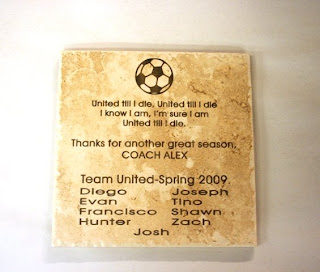 United till I die, United till I die
I know I am, I'm sure I am
United till I die.
Thanks for another great season,
COACH ALEX
Team United-Spring 2009
Diego Joseph
Evan Tino
Francisco Shawn
Hunter Zach
Josh